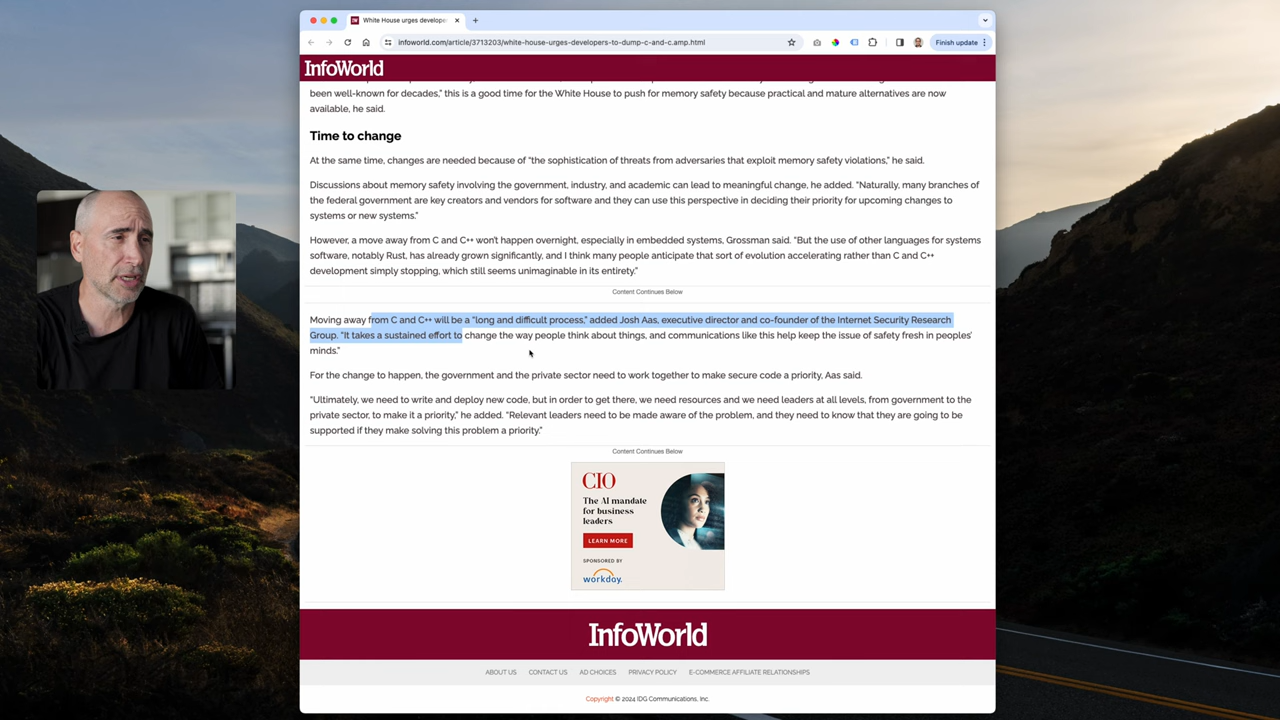 White House urges develope
infoworld.com/article/3713203/white-house-urges-developers-to-dump-c-and-c.amp.html
Finish update
InfoWorld
been well-known for decades,” this is a good time for the White House to push for memory safety because practical and mature alternatives are now
available, he said.
Time to change
At the same time, changes are needed because of “the sophistication of threats from adversaries that exploit memory safety violations,” he said.
Discussions about memory safety involving the government, industry, and academic can lead to meaningful change, he added. “Naturally, many branches of
the federal government are key creators and vendors for software and they can use this perspective in deciding their priority for upcoming changes to
systems or new systems.”
However, a move away from C and C++ won’t happen overnight, especially in embedded systems, Grossman said. “But the use of other languages for systems
software, notably Rust, has already grown significantly, and I think many people anticipate that sort of evolution accelerating rather than C and C++
development simply stopping, which still seems unimaginable in its entirety.”
Content Continues Below
Moving away from C and C++ will be a “long and difficult process,” added Josh Aas, executive director and co-founder of the Internet Security Research
Group. “It takes a sustained effort to change the way people think about things, and communications like this help keep the issue of safety fresh in peoples’
minds.”
For the change to happen, the government and the private sector need to work together to make secure code a priority, Aas said.
“Ultimately, we need to write and deploy new code, but in order to get there, we need resources and we need leaders at all levels, from government to the
private sector, to make it a priority,” he added. “Relevant leaders need to be made aware of the problem, and they need to know that they are going to be
supported if they make solving this problem a priority.”
Content Continues Below
CIO
The AI mandate
for business
leaders
LEARN MORE
SPONSORED BY
workday.
InfoWorld
ABOUT US CONTACT US AD CHOICES PRIVACY POLICY E-COMMERCE AFFILIATE RELATIONSHIPS
Copyright © 2024 IDG Communications, Inc.